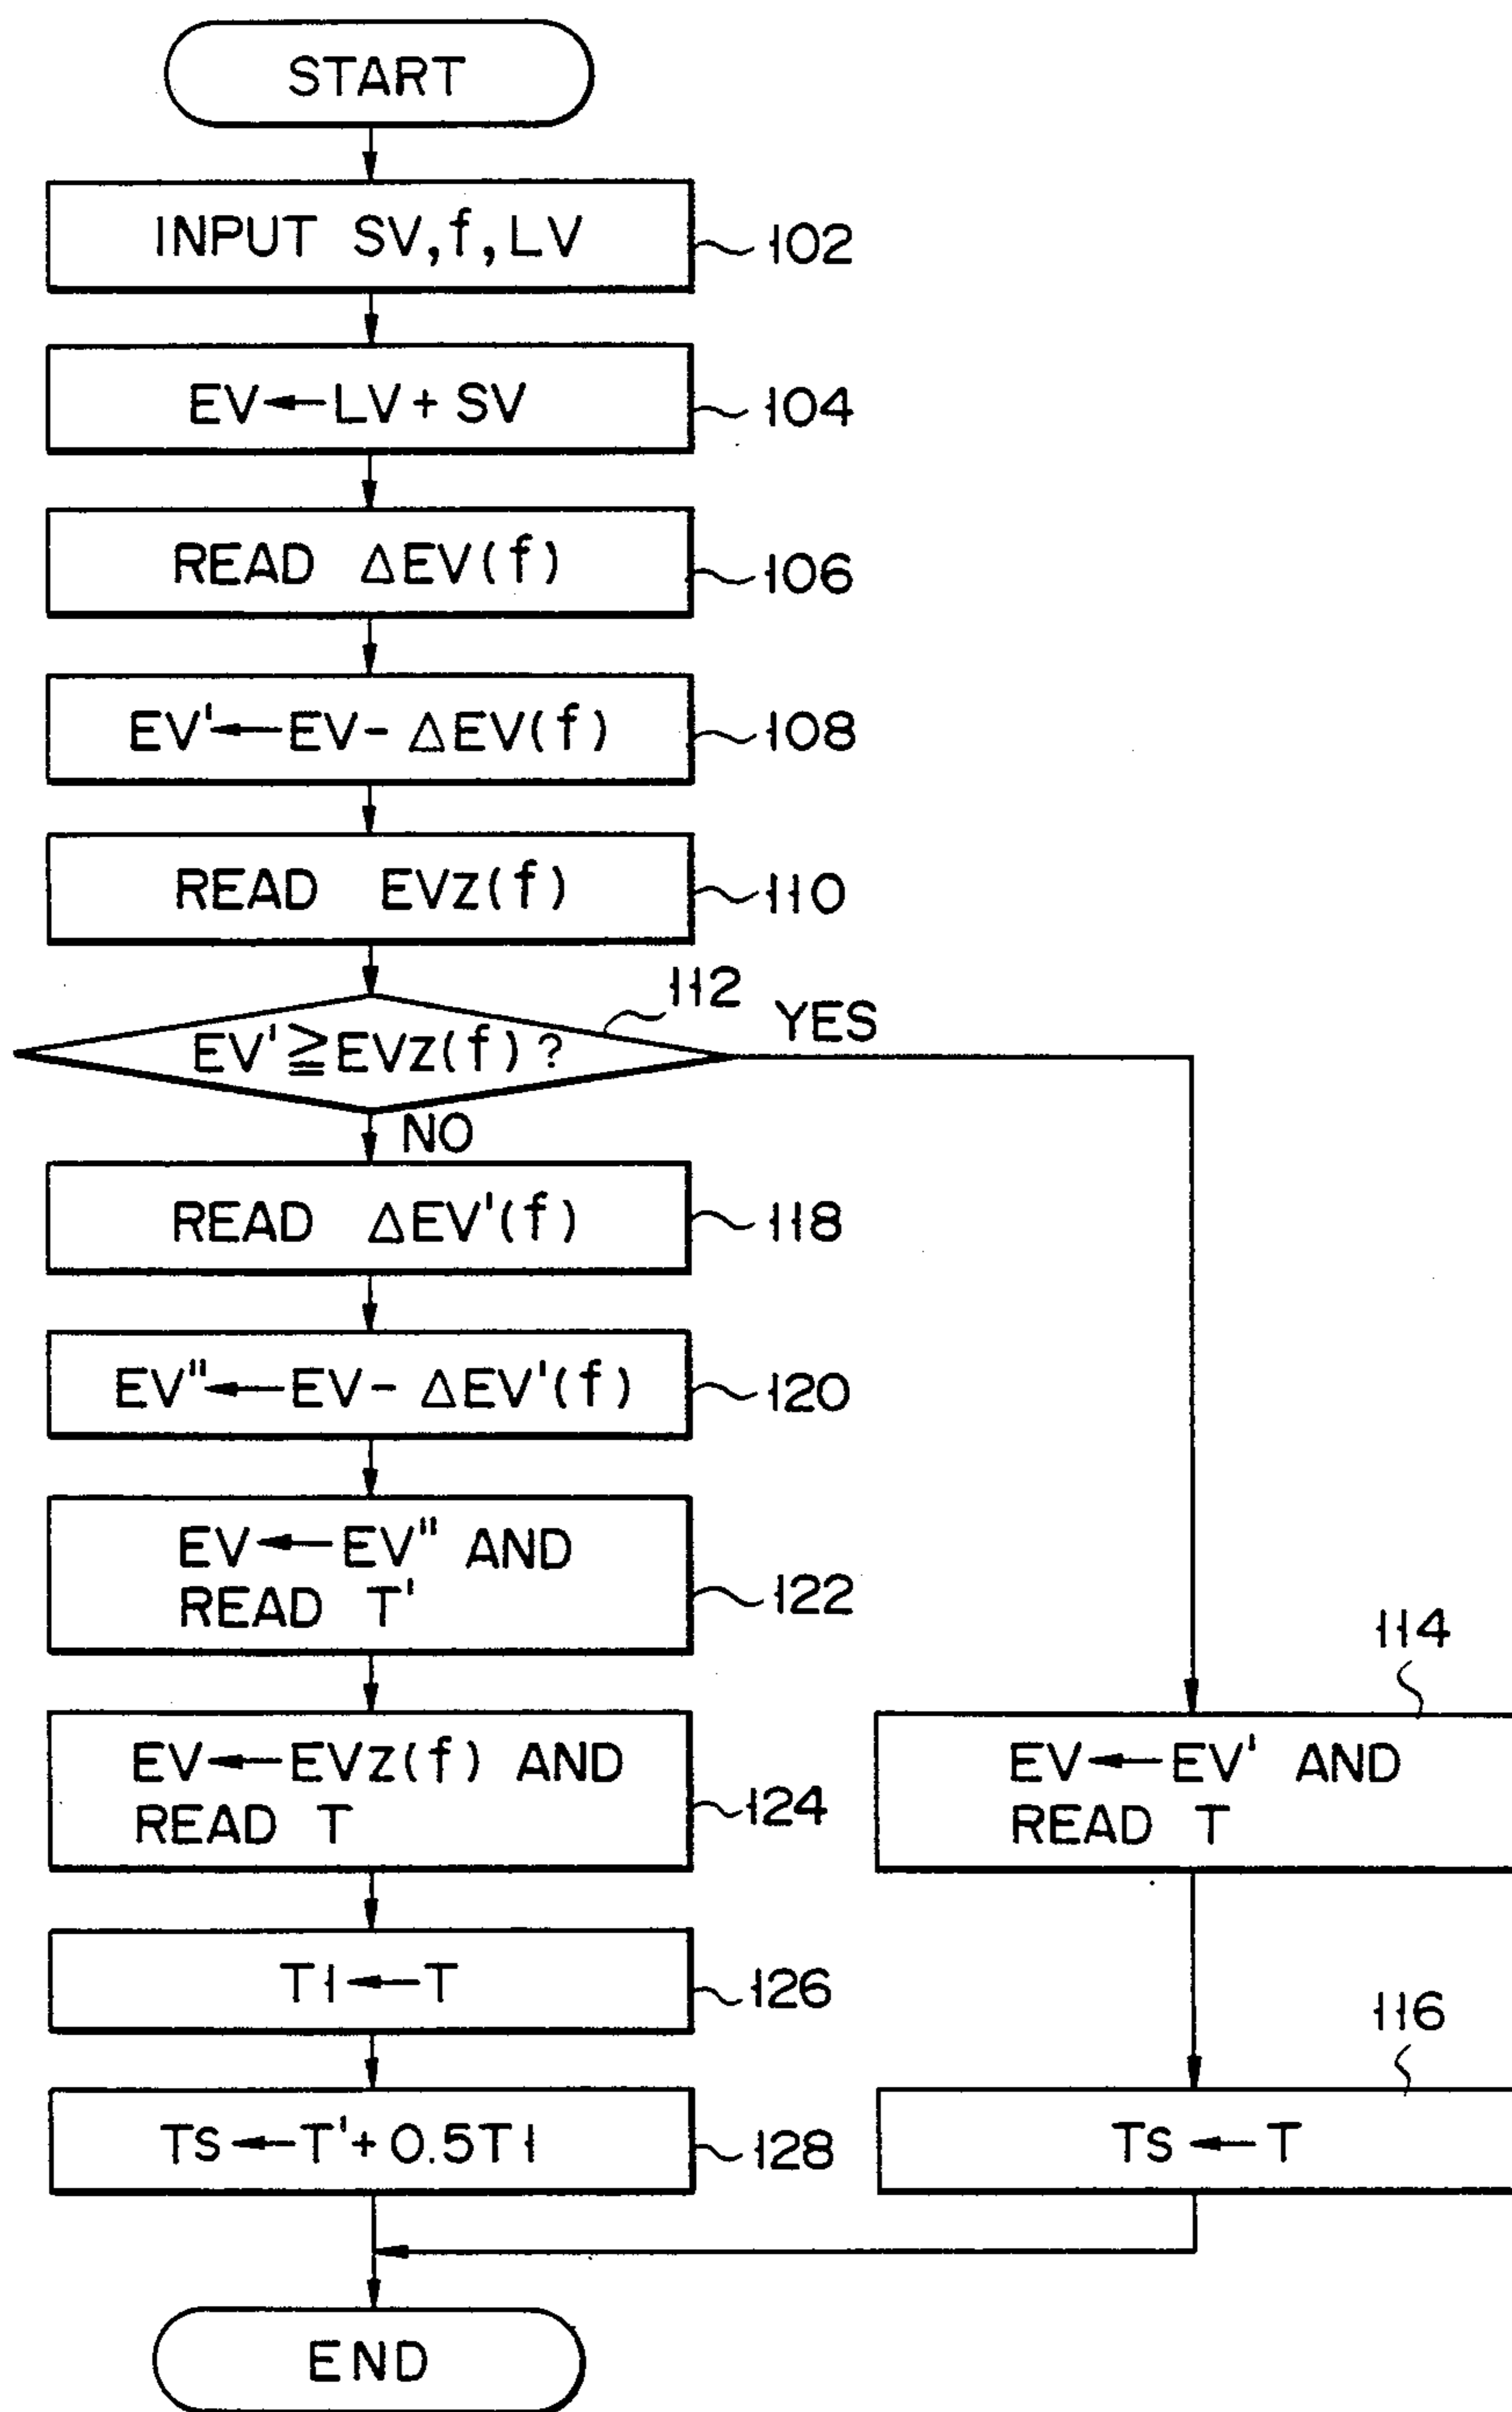 START
INPUT SV, f, LV
102
EV←LV + SV
104
READ ΔEV(f)
106
EV'←EV- ΔEV(f)
108
READ EVz(f)
110
112
EV'≧EVz(f)?
YES
NO
READ ΔEV'(f)
118
EV"←EV- ΔEV'(f)
120
EV←EV" AND
READ T'
122
EV←EVz(f) AND
READ T
124
114
EV←EV' AND
READ T
T1←T
126
116
Ts←T'+ 0.5T1
128
Ts←T
END